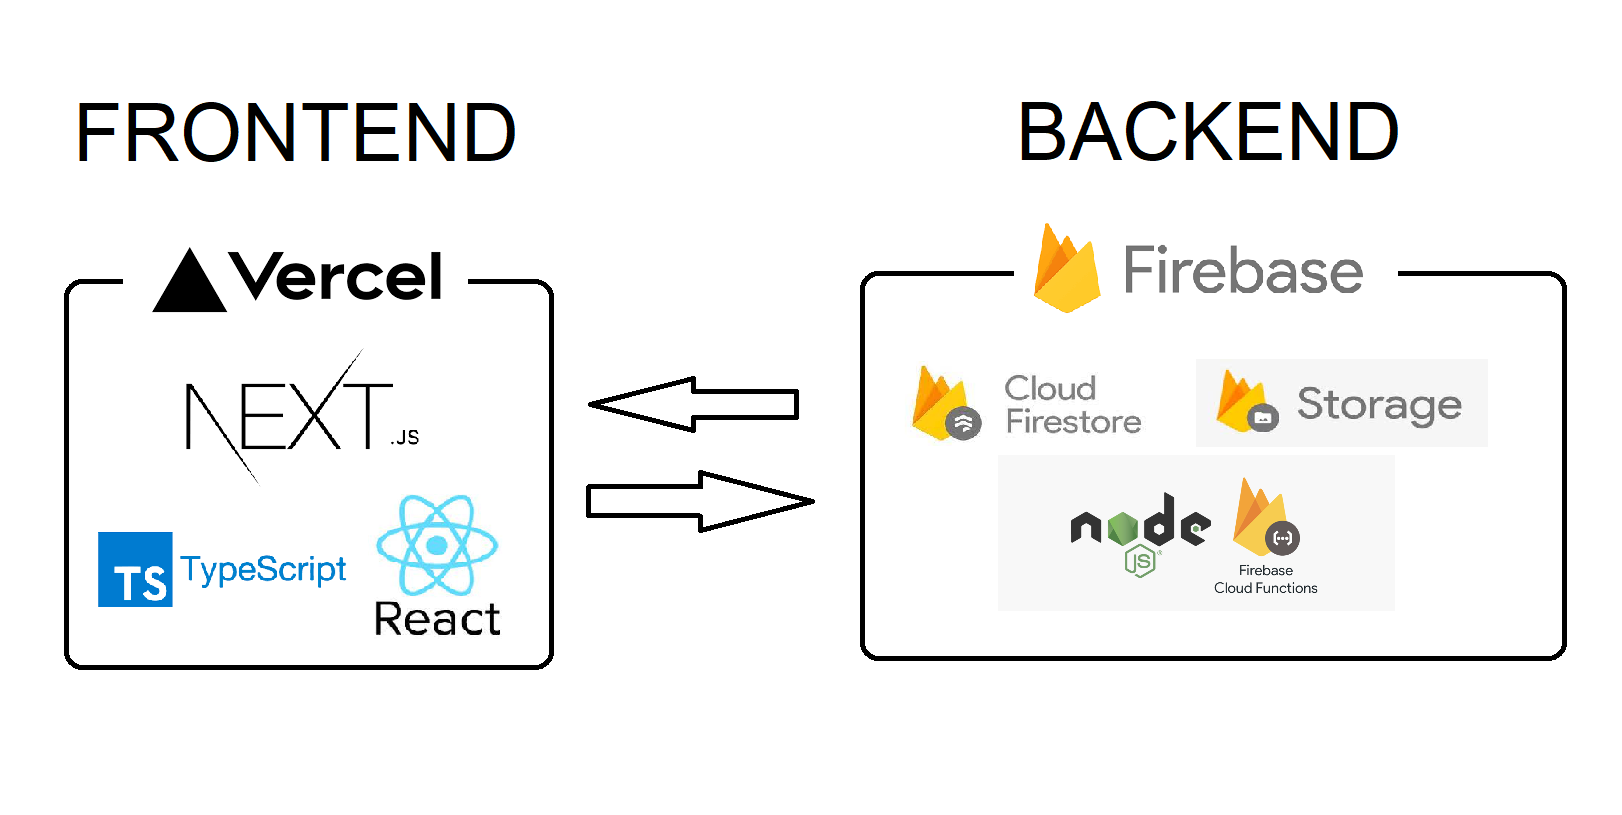 FRONTEND
BACKEND
Vercel
Firebase
NEXT.JS
Cloud
Firestore
Storage
TS TypeScript
React
node
JS
Firebase
Cloud Functions